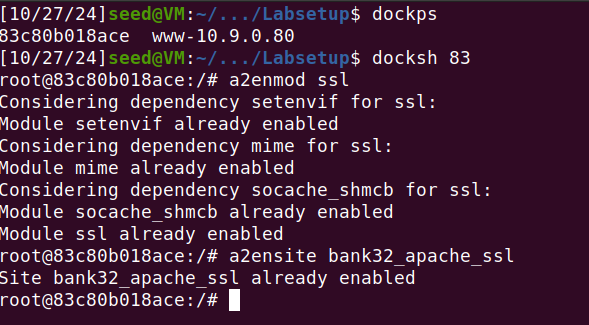 [10/27/24]seed@VM:~/.../Labsetup$ dockps
83c80b018ace  www-10.9.0.80
[10/27/24]seed@VM:~/.../Labsetup$ docksh 83
root@83c80b018ace:/# a2enmod ssl
Considering dependency setenvif for ssl:
Module setenvif already enabled
Considering dependency mime for ssl:
Module mime already enabled
Considering dependency socache_shmcb for ssl:
Module socache_shmcb already enabled
Module ssl already enabled
root@83c80b018ace:/# a2ensite bank32_apache_ssl
Site bank32_apache_ssl already enabled
root@83c80b018ace:/#